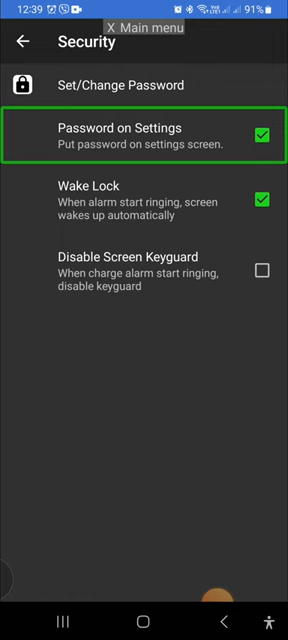 X Main menu
12:39
91%
Security
Set/Change Password
Password on Settings
Put password on settings screen.
Wake Lock
When alarm start ringing, screen
wakes up automatically
Disable Screen Keyguard
When charge alarm start ringing,
disable keyguard